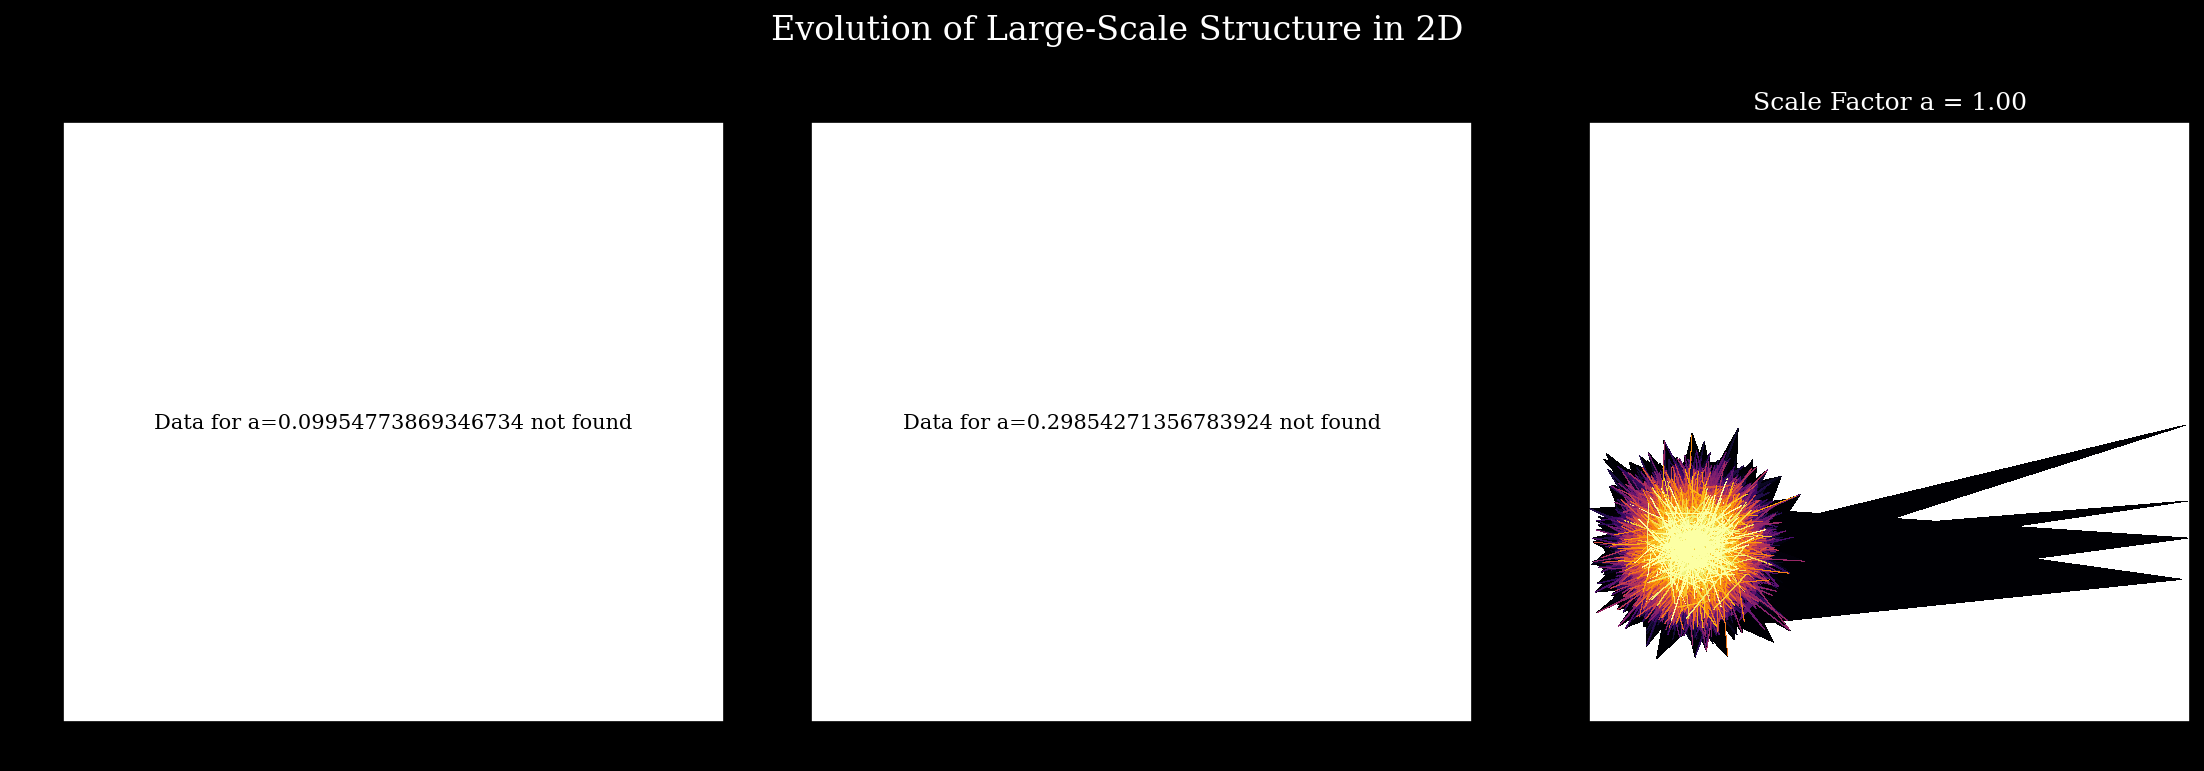 Evolution of Large-Scale Structure in 2D
Scale Factor a = 1.00
Data for a=0.09954773869346734 not found
Data for a=0.29854271356783924 not found